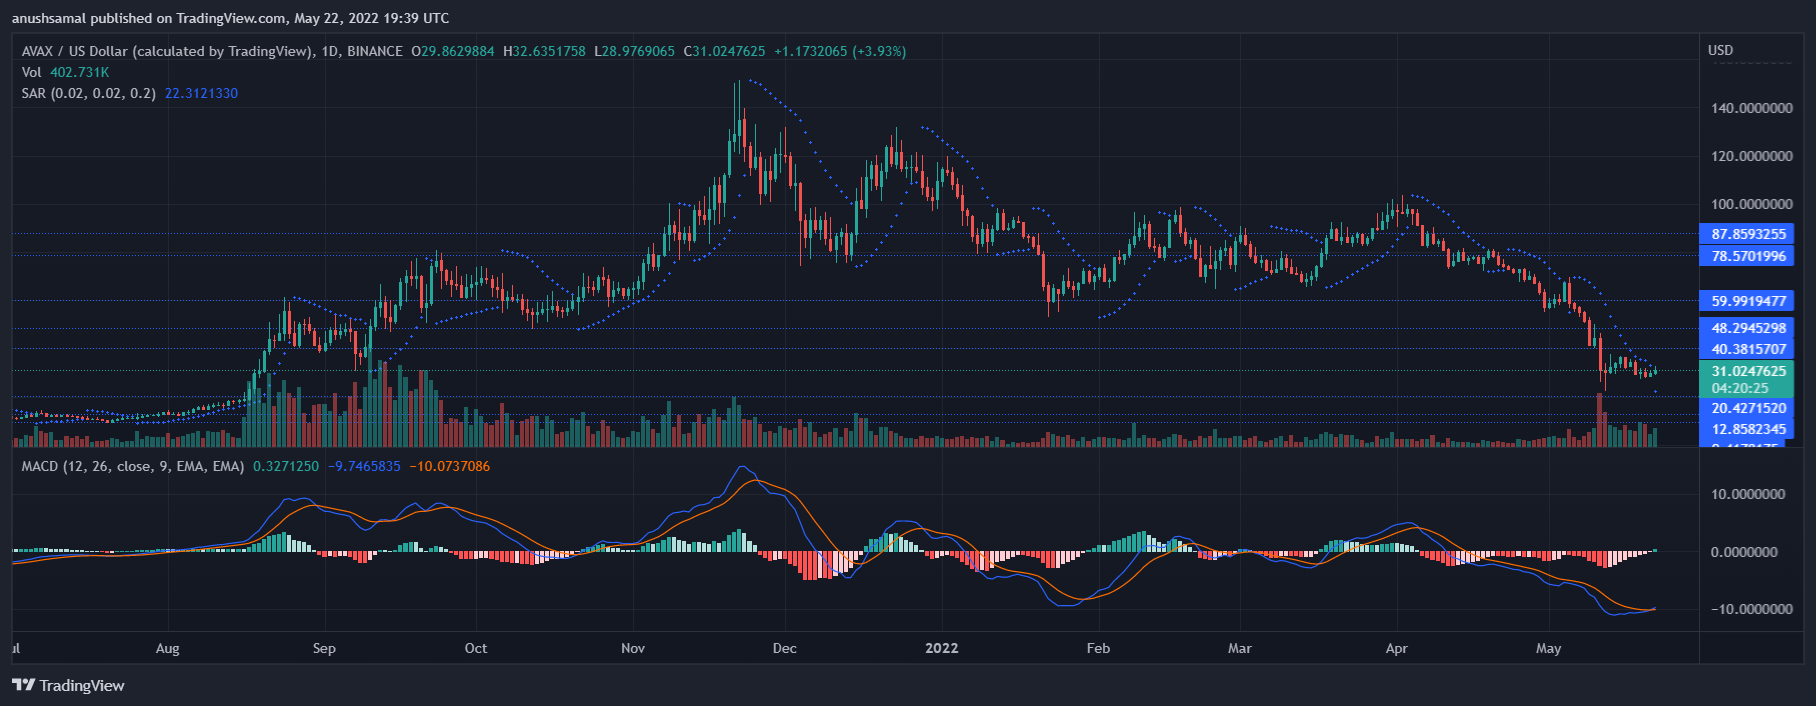 anushsamal published on TradingView.com, May 22, 2022 19:39 UTC
AVAX / US Dollar (calculated by TradingView), 1D, BINANCE O29.8629884 H32.6351758 L28.9769065 C31.0247625 +1.1732065 (+3.93%)
USD
Vol 402.731K
SAR (0.02, 0.02, 0.2) 22.3121330
140.0000000
120.0000000
100.0000000
87.8593255
78.5701996
59.9919477
48.2945298
40.3815707
31.0247625
04:20:25
20.4271520
12.8582345
MACD (12, 26, close, 9, EMA, EMA) 0.3271250 −9.7465835 −10.0737086
10.0000000
0.0000000
−10.0000000
ul Aug Sep Oct Nov Dec 2022 Feb Mar Apr May
TradingView